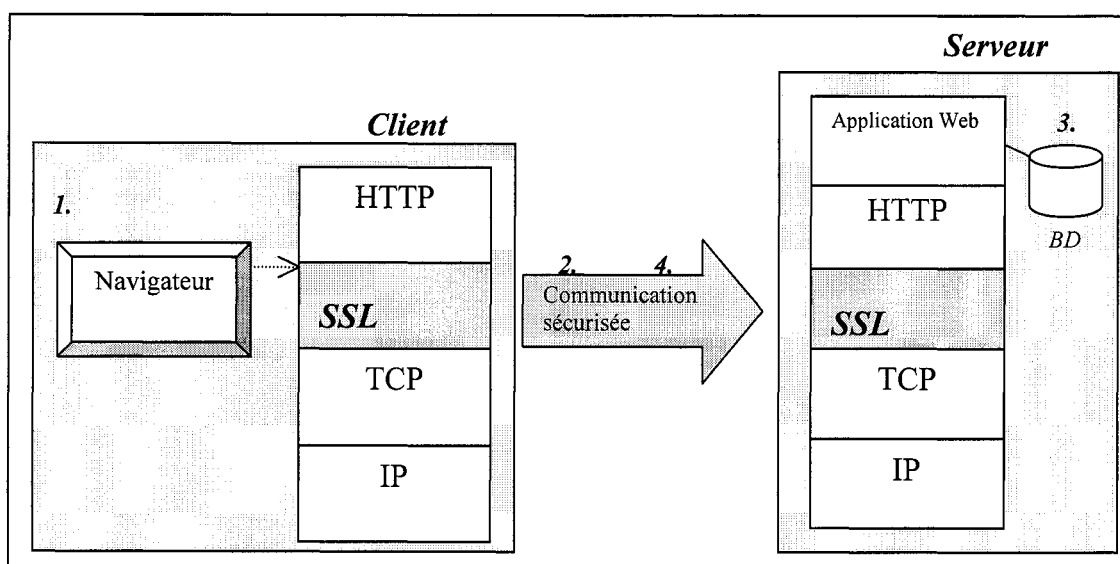 Serveur
Client
Application Web
3.
1.
HTTP
HTTP
BD
Navigateur
2.
4.
Communication
sécurisée
SSL
SSL
TCP
TCP
IP
IP